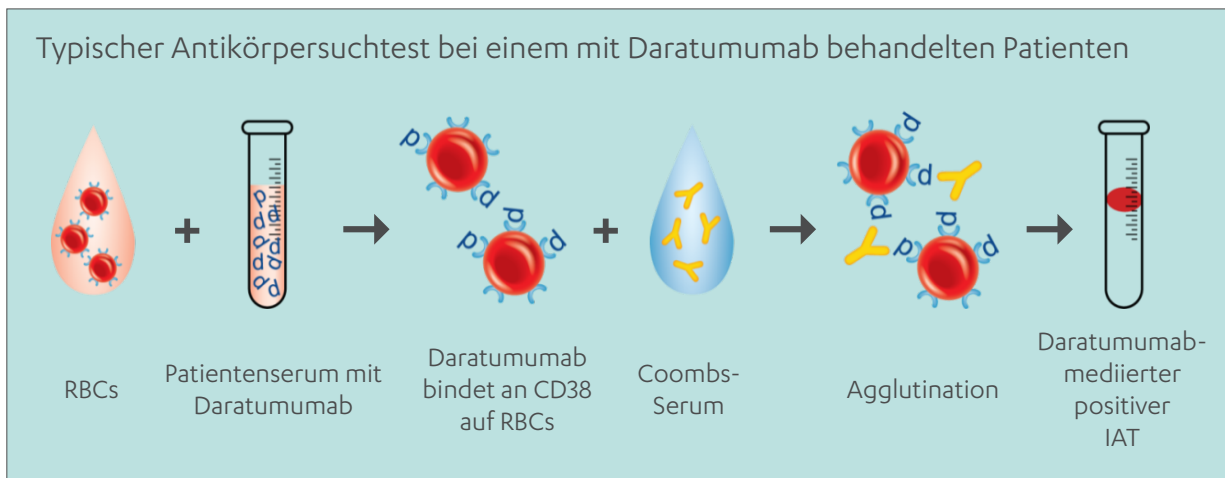 Typischer Antikörpersuchtest bei einem mit Daratumumab behandelten Patienten
RBCs
Patientenserum mit
Daratumumab
Daratumumab
bindet an CD38
auf RBCs
Coombs-
Serum
Agglutination
Daratumumab-
mediierter
positiver
IAT